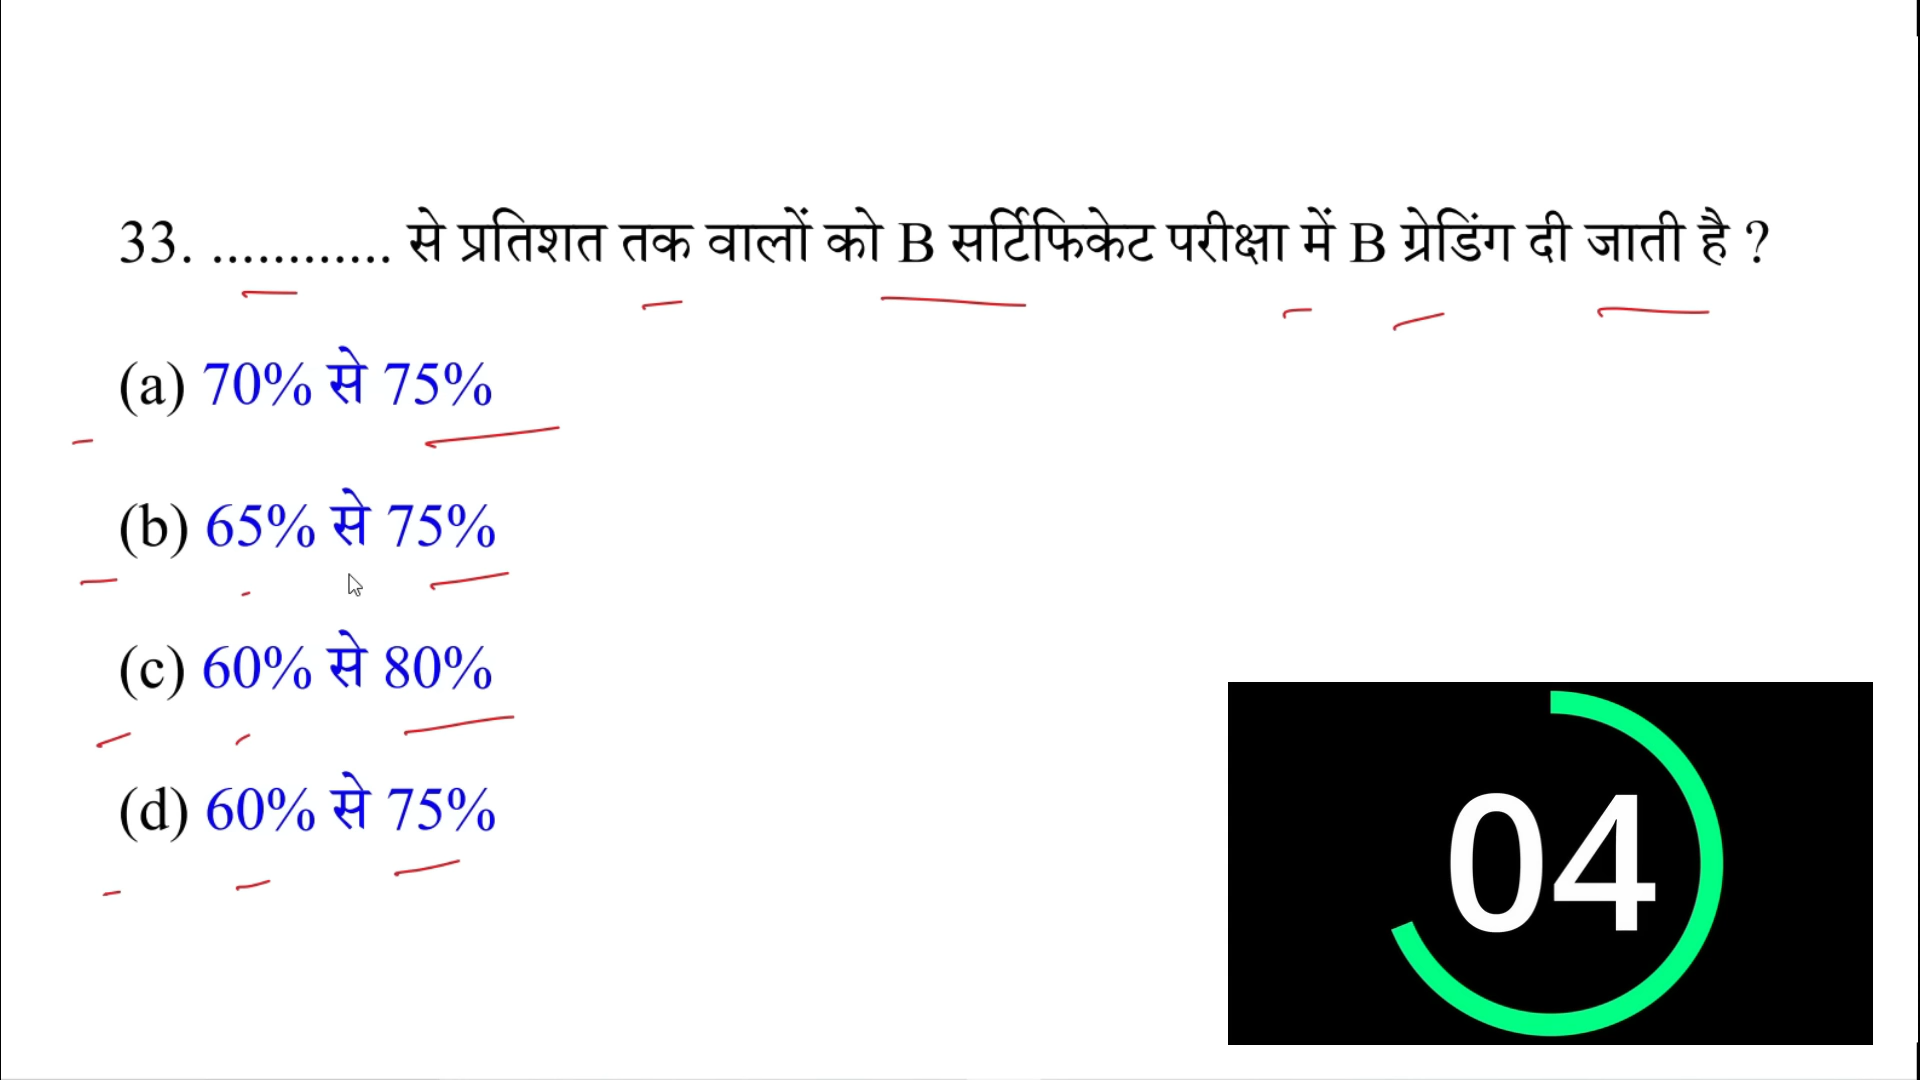 33. ............ से प्रतिशत तक वालों को B सर्टिफिकेट परीक्षा में B ग्रेडिंग दी जाती है ?
(a) 70% से 75%
(b) 65% से 75%
(c) 60% से 80%
(d) 60% से 75%
04